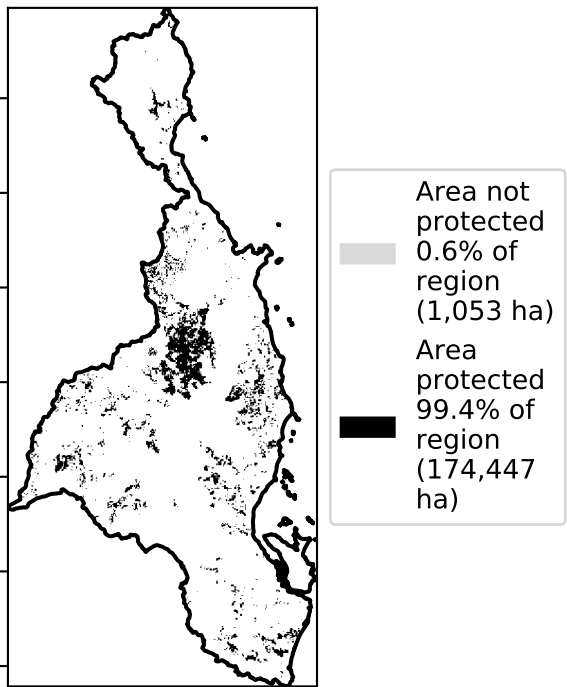 Area not
protected
0.6% of
region
(1,053 ha)
Area
protected
99.4% of
region
(174,447
ha)